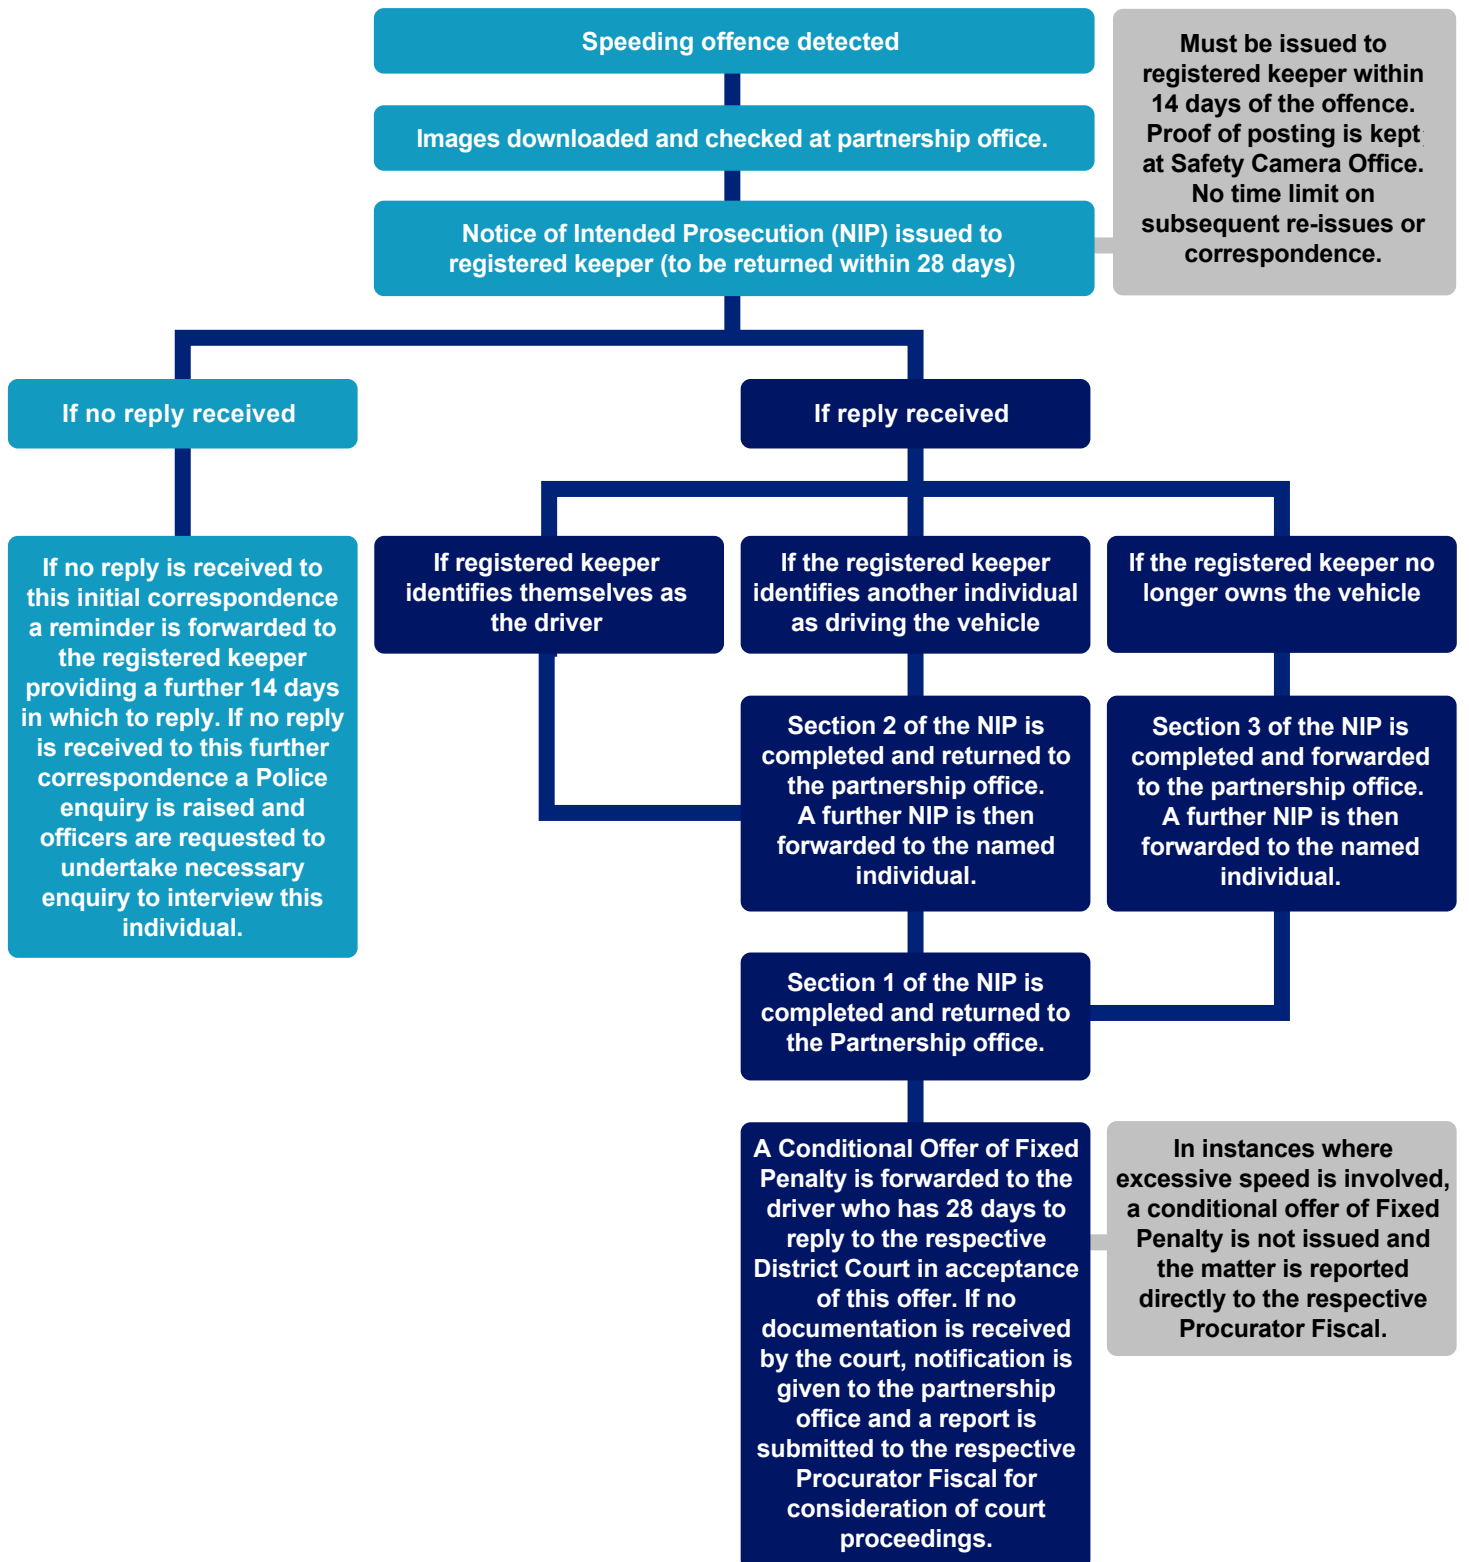 Speeding offence detected
Must be issued to
registered keeper within
14 days of the offence.
Proof of posting is kept
at Safety Camera Office.
No time limit on
subsequent re-issues or
correspondence.
Images downloaded and checked at partnership office.
Notice of Intended Prosecution (NIP) issued to
registered keeper (to be returned within 28 days)
If no reply received
If reply received
If no reply is received to
this initial correspondence
a reminder is forwarded to
the registered keeper
providing a further 14 days
in which to reply. If no reply
is received to this further
correspondence a Police
enquiry is raised and
officers are requested to
undertake necessary
enquiry to interview this
individual.
If registered keeper
identifies themselves as
the driver
If the registered keeper
identifies another individual
as driving the vehicle
If the registered keeper no
longer owns the vehicle
Section 2 of the NIP is
completed and returned to
the partnership office.
A further NIP is then
forwarded to the named
individual.
Section 3 of the NIP is
completed and forwarded
to the partnership office.
A further NIP is then
forwarded to the named
individual.
Section 1 of the NIP is
completed and returned to
the Partnership office.
A Conditional Offer of Fixed
Penalty is forwarded to the
driver who has 28 days to
reply to the respective
District Court in acceptance
of this offer. If no
documentation is received
by the court, notification is
given to the partnership
office and a report is
submitted to the respective
Procurator Fiscal for
consideration of court
proceedings.
In instances where
excessive speed is involved,
a conditional offer of Fixed
Penalty is not issued and
the matter is reported
directly to the respective
Procurator Fiscal.